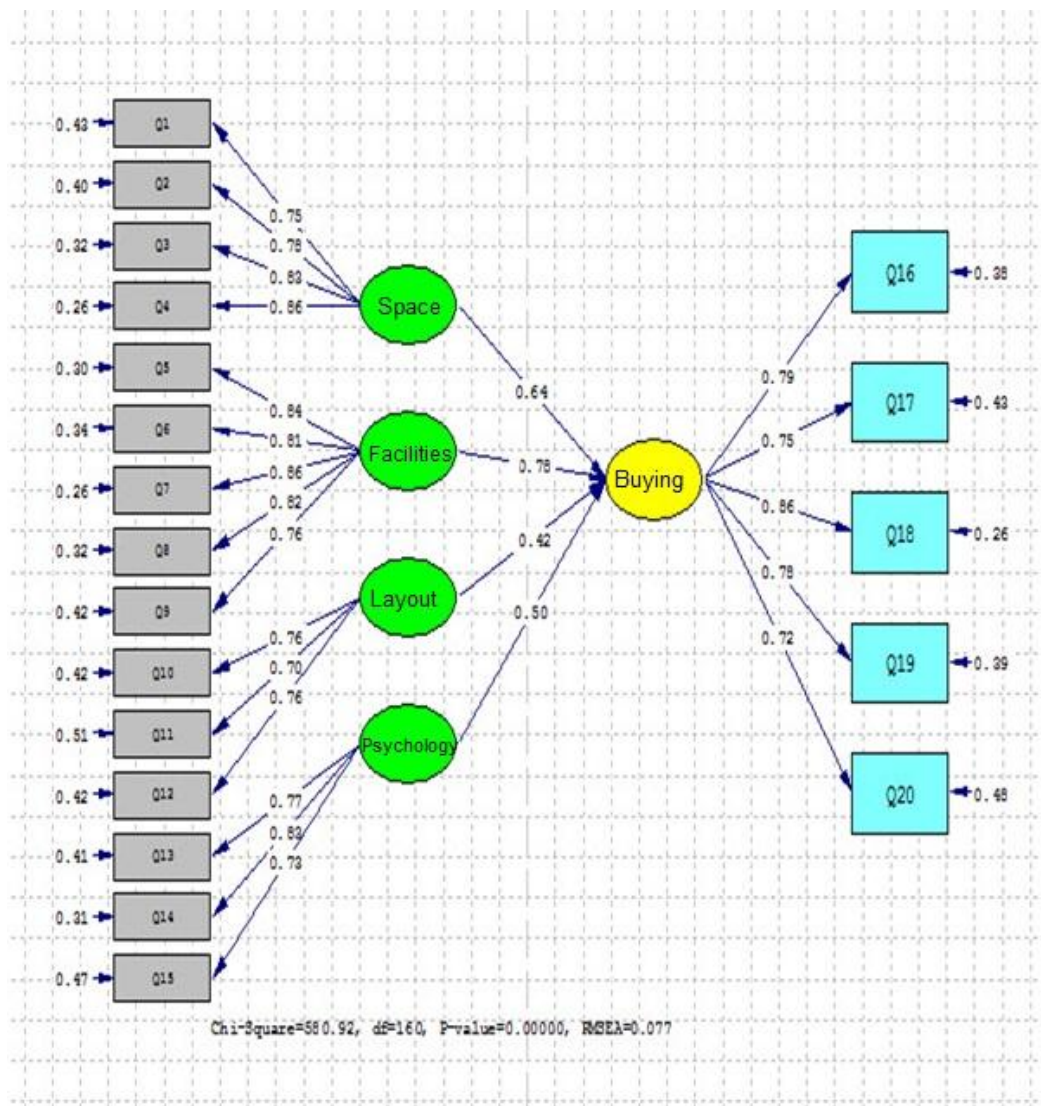 0.43 Q1
0.40 Q2
0.32 Q3
0.26 Q4
0.30 Q5
0.34 Q6
0.26 Q7
0.32 Q8
0.42 Q9
0.42 Q10
0.51 Q11
0.42 Q12
0.41 Q13
0.31 Q14
0.47 Q15
0.75
0.78
0.83
0.86
0.84
0.81
0.86
0.82
0.76
0.76
0.70
0.76
0.77
0.83
0.73
Space
Facilities
Layout
Psychology
0.64
0.78
0.42
0.50
Buying
0.79
0.75
0.86
0.78
0.72
Q16 0.38
Q17 0.43
Q18 0.26
Q19 0.39
Q20 0.48
Chi-Square=580.92, df=160, P-value=0.00000, RMSEA=0.077